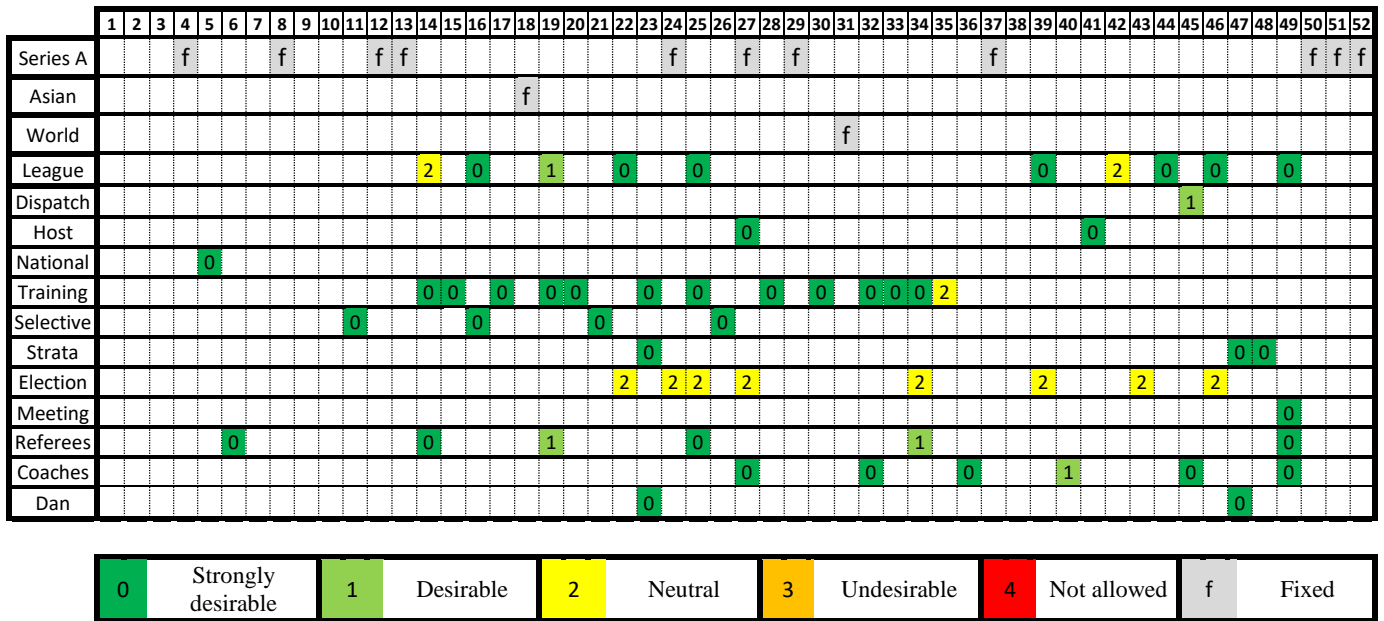 1 2 3 4 5 6 7 8 9 10 11 12 13 14 15 16 17 18 19 20 21 22 23 24 25 26 27 28 29 30 31 32 33 34 35 36 37 38 39 40 41 42 43 44 45 46 47 48 49 50 51 52
Series A f f f f f f f f f f f
Asian f
World f
League 2 0 1 0 0 0 2 0 0 0
Dispatch 1
Host 0 0
National 0
Training 0 0 0 0 0 0 0 0 0 0 0 0 2
Selective 0 0 0 0
Strata 0 0 0
Election 2 2 2 2 2 2 2 2
Meeting 0
Referees 0 0 1 0 1 0
Coaches 0 0 0 1 0 0
Dan 0 0
0 Strongly desirable 1 Desirable 2 Neutral 3 Undesirable 4 Not allowed f Fixed